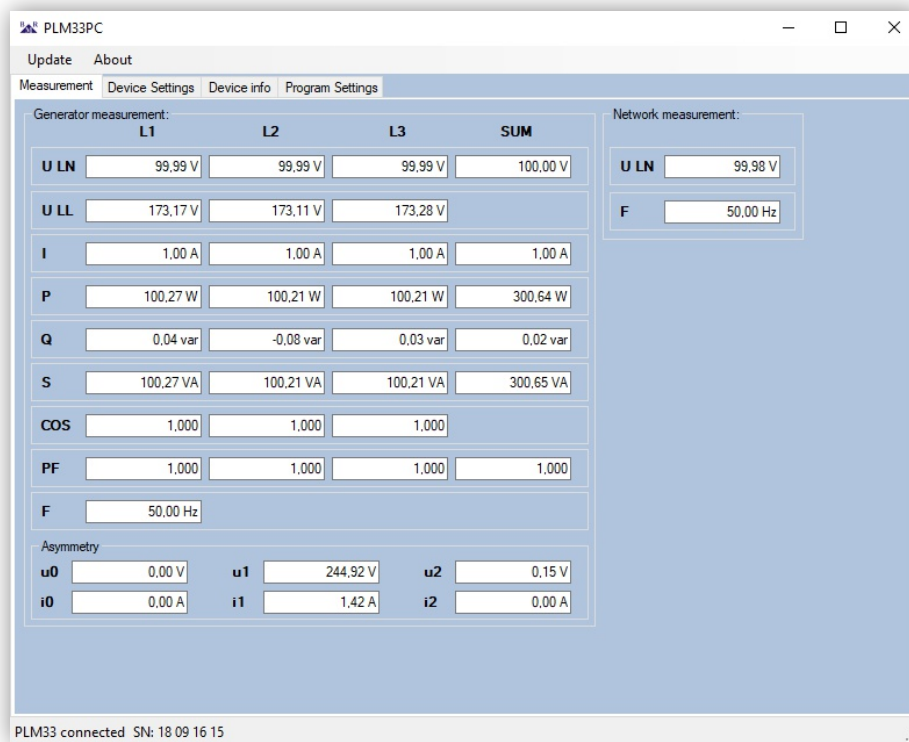 PLM33PC
Update About
Measurement Device Settings Device info Program Settings
Generator measurement:
L1 L2 L3 SUM
U LN 99,99 V 99,99 V 99,99 V 100,00 V
U LL 173,17 V 173,11 V 173,28 V
I 1,00 A 1,00 A 1,00 A 1,00 A
P 100,27 W 100,21 W 100,21 W 300,64 W
Q 0,04 var -0,08 var 0,03 var 0,02 var
S 100,27 VA 100,21 VA 100,21 VA 300,65 VA
COS 1,000 1,000 1,000
PF 1,000 1,000 1,000 1,000
F 50,00 Hz
Asymmetry
u0 0,00 V u1 244,92 V u2 0,15 V
i0 0,00 A i1 1,42 A i2 0,00 A
Network measurement:
U LN 99,98 V
F 50,00 Hz
PLM33 connected SN: 18 09 16 15